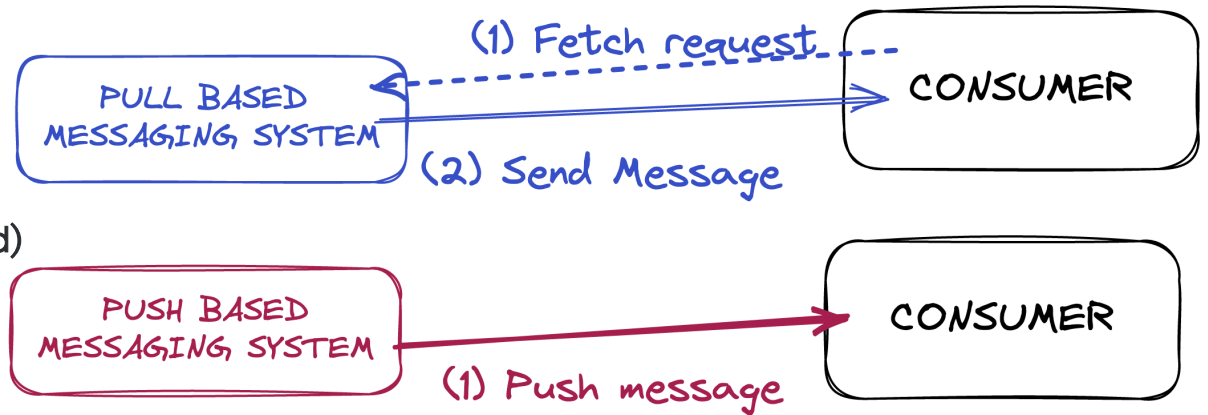 (1) Fetch request
CONSUMER
PULL BASED
MESSAGING SYSTEM
(2) Send Message
d)
PUSH BASED
MESSAGING SYSTEM
CONSUMER
(1) Push message